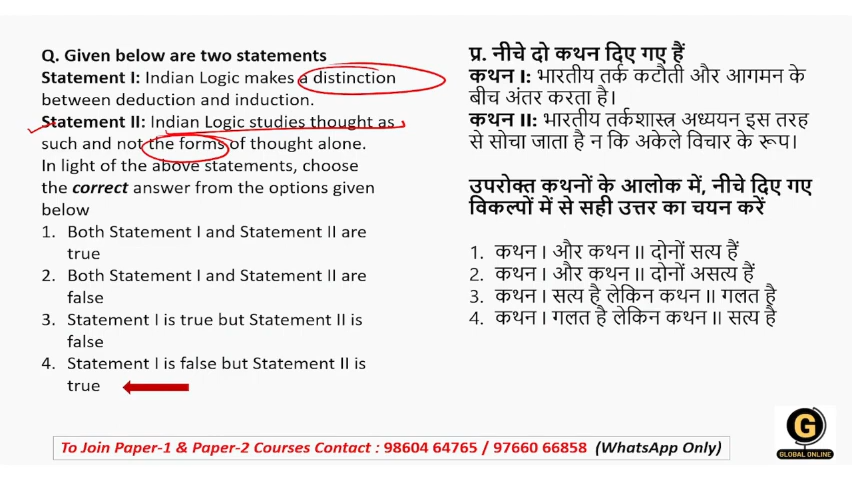 Q. Given below are two statements
Statement I: Indian Logic makes a distinction
between deduction and induction.
Statement II: Indian Logic studies thought as
such and not the forms of thought alone.
In light of the above statements, choose
the correct answer from the options given
below
1. Both Statement I and Statement II are
true
2. Both Statement I and Statement II are
false
3. Statement I is true but Statement II is
false
4. Statement I is false but Statement II is
true
प्र. नीचे दो कथन दिए गए हैं
कथन I: भारतीय तर्क कटौती और आगमन के
बीच अंतर करता है।
कथन II: भारतीय तर्कशास्त्र अध्ययन इस तरह
से सोचा जाता है न कि अकेले विचार के रूप।
उपरोक्त कथनों के आलोक में, नीचे दिए गए
विकल्पों में से सही उत्तर का चयन करें
1. कथन I और कथन II दोनों सत्य हैं
2. कथन I और कथन II दोनों असत्य हैं
3. कथन I सत्य है लेकिन कथन II गलत है
4. कथन I गलत है लेकिन कथन II सत्य है
To Join Paper-1 & Paper-2 Courses Contact : 98604 64765 / 97660 66858 (WhatsApp Only)
G
GLOBAL ONLINE